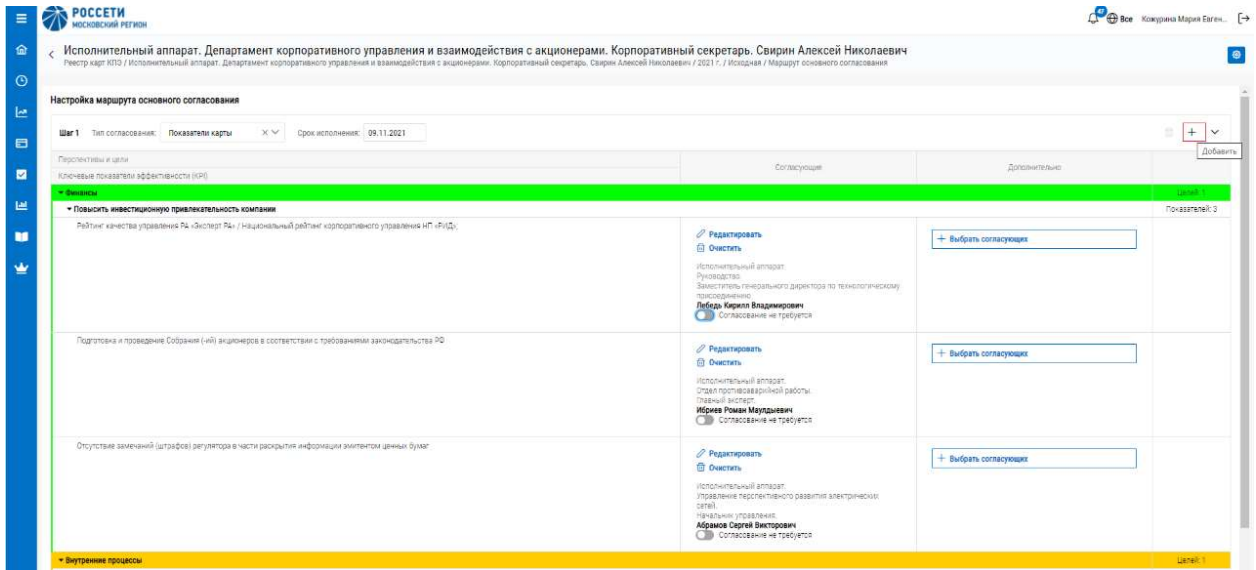 РОССЕТИ
МОСКОВСКИЙ РЕГИОН
47
Все Кожурина Мария Евген...
Исполнительный аппарат. Департамент корпоративного управления и взаимодействия с акционерами. Корпоративный секретарь. Свирин Алексей Николаевич
Реестр карт КПЭ / Исполнительный аппарат. Департамент корпоративного управления и взаимодействия с акционерами. Корпоративный секретарь. Свирин Алексей Николаевич / 2021 г. / Исходная / Маршрут основного согласования
Настройка маршрута основного согласования
Шаг 1 Тип согласования: Показатели карты Срок исполнения: 09.11.2021
Добавить
Перспективы и цели
Ключевые показатели эффективности (KPI)
Согласующие
Дополнительно
Финансы Целей: 1
Повысить инвестиционную привлекательность компании Показателей: 3
Рейтинг качества управления РА «Эксперт РА» / Национальный рейтинг корпоративного управления НП «РИД»;
Редактировать
Очистить
Исполнительный аппарат.
Руководство.
Заместитель генерального директора по технологическому
присоединению
Лебедь Кирилл Владимирович
Согласование не требуется
+ Выбрать согласующих
Подготовка и проведение Собрания (-ий) акционеров в соответствии с требованиями законодательства РФ
Редактировать
Очистить
Исполнительный аппарат.
Отдел противоаварийной работы.
Главный эксперт.
Ибриев Роман Маулдыевич
Согласование не требуется
+ Выбрать согласующих
Отсутствие замечаний (штрафов) регулятора в части раскрытия информации эмитентом ценных бумаг
Редактировать
Очистить
Исполнительный аппарат.
Управление перспективного развития электрических
сетей.
Начальник управления.
Абрамов Сергей Викторович
Согласование не требуется
+ Выбрать согласующих
Внутренние процессы Целей: 1